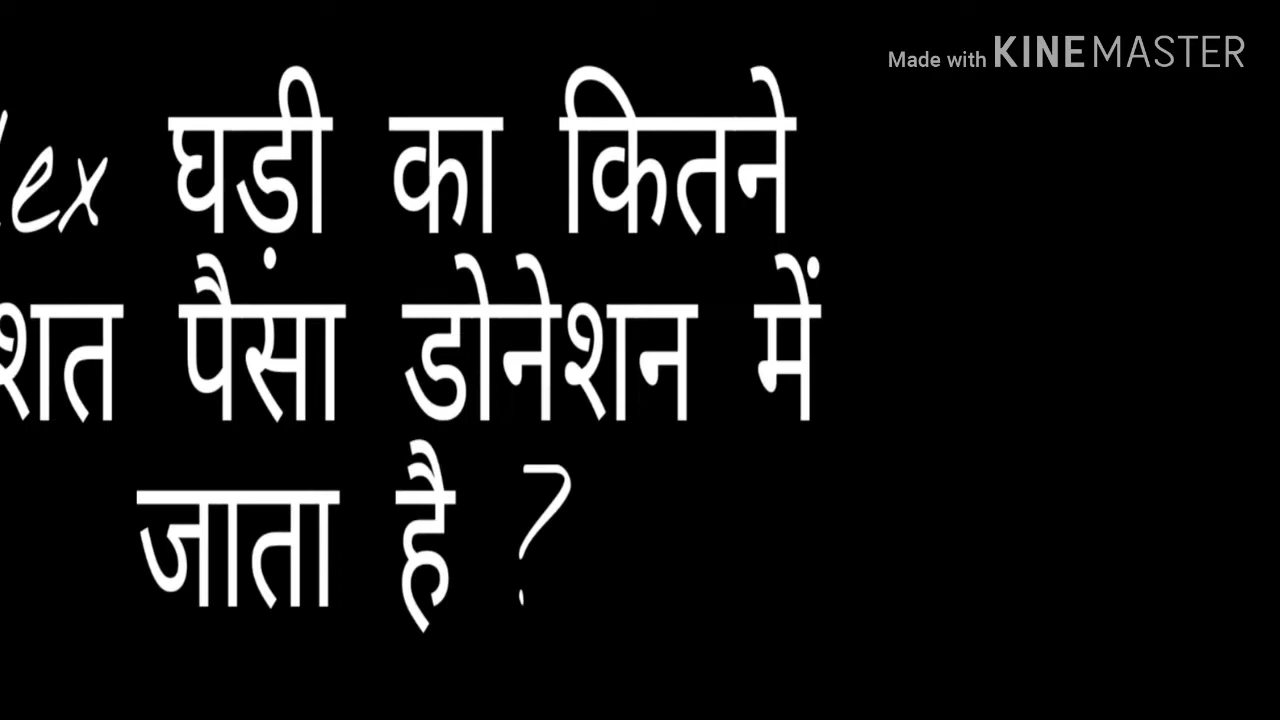 Made with KINEMASTER
lex घड़ी का कितने
शत पैसा डोनेशन में
जाता है ?